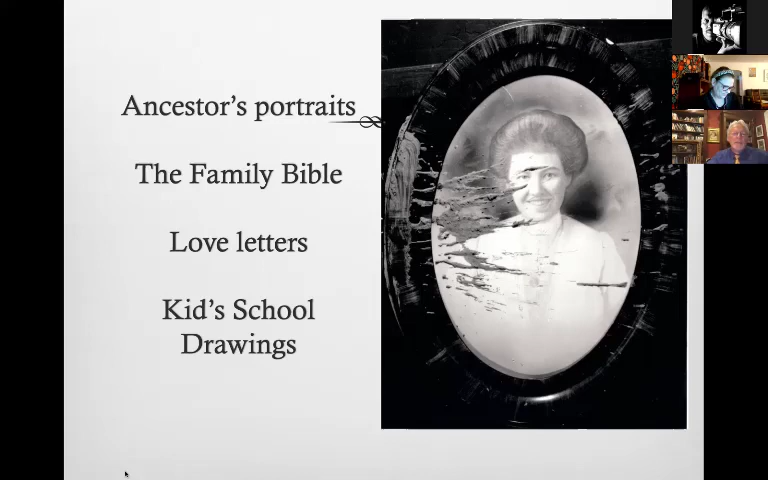 Ancestor's portraits
The Family Bible
Love letters
Kid's School
Drawings